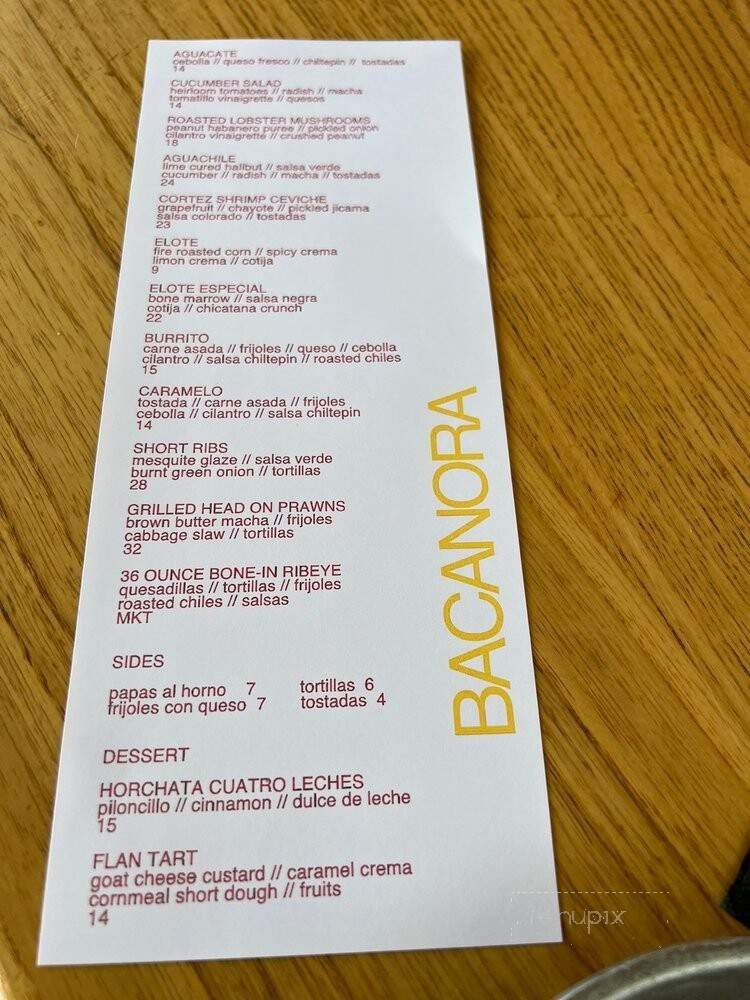 AGUACATE
cebolla // queso fresco // chiltepin // tostadas
14
CUCUMBER SALAD
heirloom tomatoes // radish // macha
tomatillo vinaigrette // quesos
14
ROASTED LOBSTER MUSHROOMS
peanut habanero puree // pickled onion
cilantro vinaigrette // crushed peanut
18
AGUACHILE
lime cured halibut // salsa verde
cucumber // radish // macha // tostadas
24
CORTEZ SHRIMP CEVICHE
grapefruit // chayote // pickled jicama
salsa colorado // tostadas
23
ELOTE
fire roasted corn // spicy crema
limon crema // cotija
9
ELOTE ESPECIAL
bone marrow // salsa negra
cotija // chicatana crunch
22
BURRITO
carne asada // frijoles // queso // cebolla
cilantro // salsa chiltepin // roasted chiles
15
CARAMELO
tostada // carne asada // frijoles
cebolla // cilantro // salsa chiltepin
14
SHORT RIBS
mesquite glaze // salsa verde
burnt green onion // tortillas
28
GRILLED HEAD ON PRAWNS
brown butter macha // frijoles
cabbage slaw // tortillas
32
36 OUNCE BONE-IN RIBEYE
quesadillas // tortillas // frijoles
roasted chiles // salsas
MKT
SIDES
papas al horno 7 tortillas 6
frijoles con queso 7 tostadas 4
DESSERT
HORCHATA CUATRO LECHES
piloncillo // cinnamon // dulce de leche
15
FLAN TART
goat cheese custard // caramel crema
cornmeal short dough // fruits
14
BACANORA